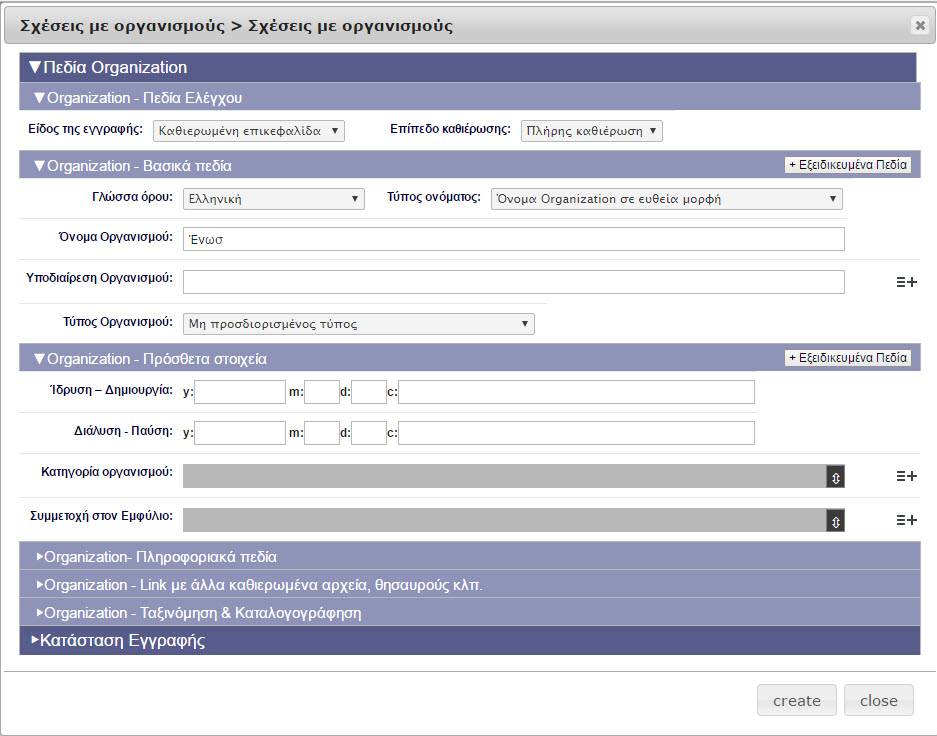 Σχέσεις με οργανισμούς > Σχέσεις με οργανισμούς
▼Πεδία Organization
▼Organization - Πεδία Ελέγχου
Είδος της εγγραφής: Καθιερωμένη επικεφαλίδα Επίπεδο καθιέρωσης: Πλήρης καθιέρωση
▼Organization - Βασικά πεδία + Εξειδικευμένα Πεδία
Γλώσσα όρου: Ελληνική Τύπος ονόματος: Όνομα Organization σε ευθεία μορφή
Όνομα Οργανισμού: Ένωσ
Υποδιαίρεση Οργανισμού:
Τύπος Οργανισμού: Μη προσδιορισμένος τύπος
▼Organization - Πρόσθετα στοιχεία + Εξειδικευμένα Πεδία
Ίδρυση – Δημιουργία: y: m: d: c:
Διάλυση - Παύση: y: m: d: c:
Κατηγορία οργανισμού:
Συμμετοχή στον Εμφύλιο:
▸Organization- Πληροφοριακά πεδία
▸Organization - Link με άλλα καθιερωμένα αρχεία, θησαυρούς κλπ.
▸Organization - Ταξινόμηση & Καταλογογράφηση
▸Κατάσταση Εγγραφής
create close